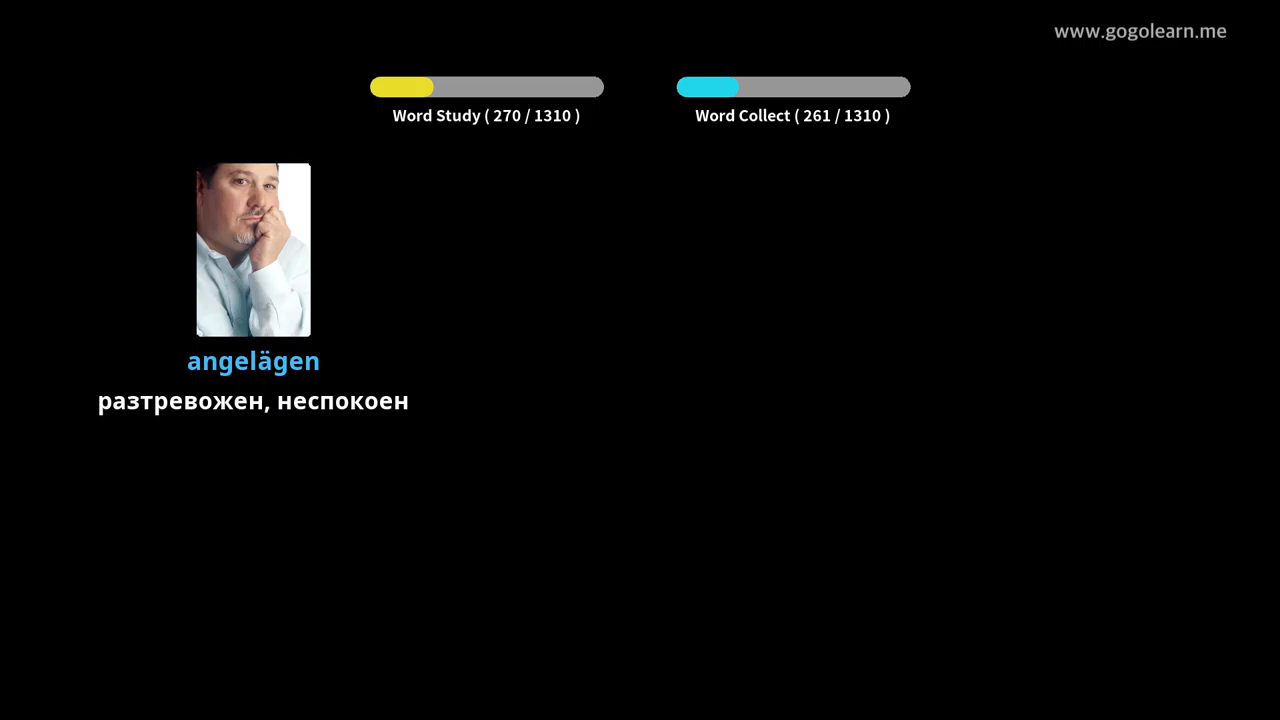 www.gogolearn.me
Word Study ( 270 / 1310 )
Word Collect ( 261 / 1310 )
angelägen
разтревожен, неспокоен